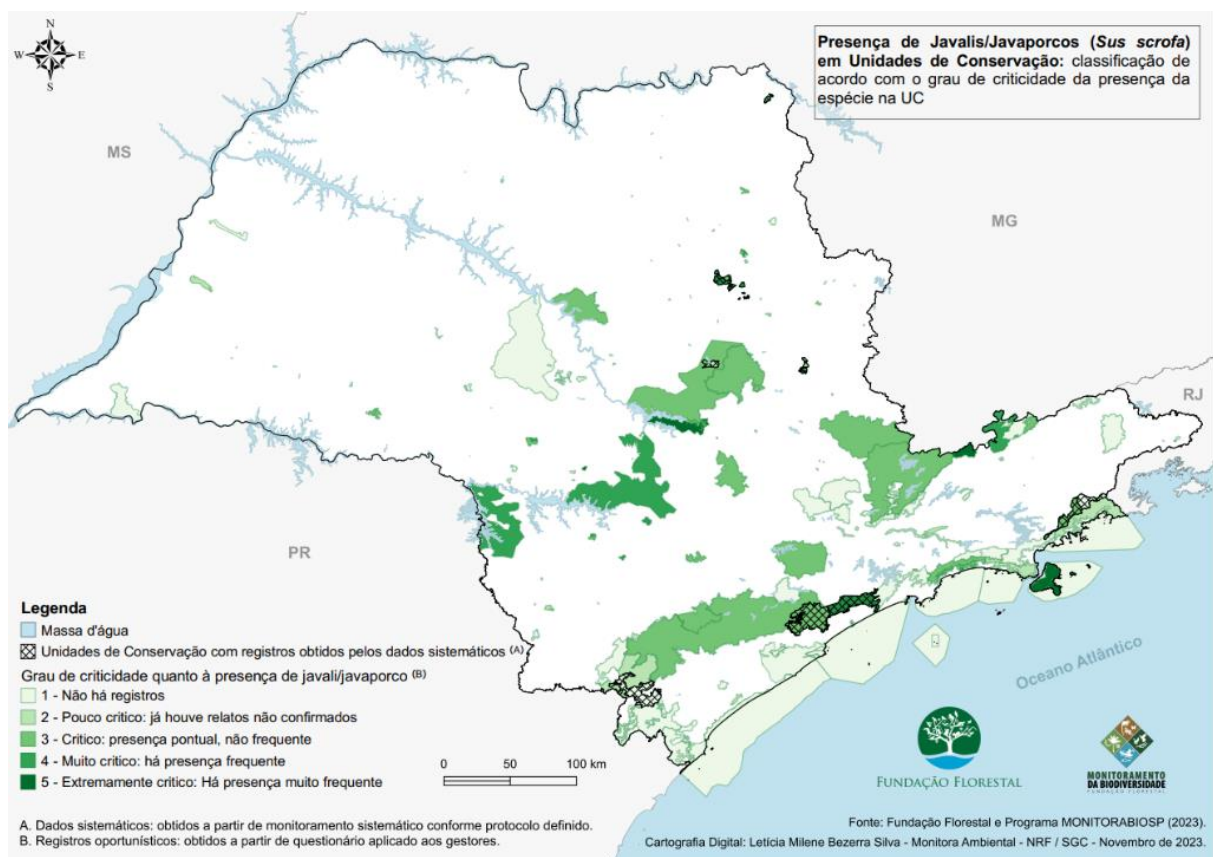 N
W
E
S
Presença de Javalis/Javaporcos (Sus scrofa)
em Unidades de Conservação: classificação de
acordo com o grau de criticidade da presença da
espécie na UC
MS
MG
RJ
PR
Oceano Atlântico
Legenda
Massa d'água
Unidades de Conservação com registros obtidos pelos dados sistemáticos (A)
Grau de criticidade quanto à presença de javali/javaporco (B)
1 - Não há registros
2 - Pouco critico: já houve relatos não confirmados
3 - Critico: presença pontual, não frequente
4 - Muito critico: há presença frequente
5 - Extremamente critico: Há presença muito frequente
0 50 100 km
FUNDAÇÃO FLORESTAL
MONITORAMENTO
DA BIODIVERSIDADE
FUNDAÇÃO FLORESTAL
A. Dados sistemáticos: obtidos a partir de monitoramento sistemático conforme protocolo definido.
B. Registros oportunísticos: obtidos a partir de questionário aplicado aos gestores.
Fonte: Fundação Florestal e Programa MONITORABIOSP (2023).
Cartografia Digital: Letícia Milene Bezerra Silva - Monitora Ambiental - NRF / SGC - Novembro de 2023.